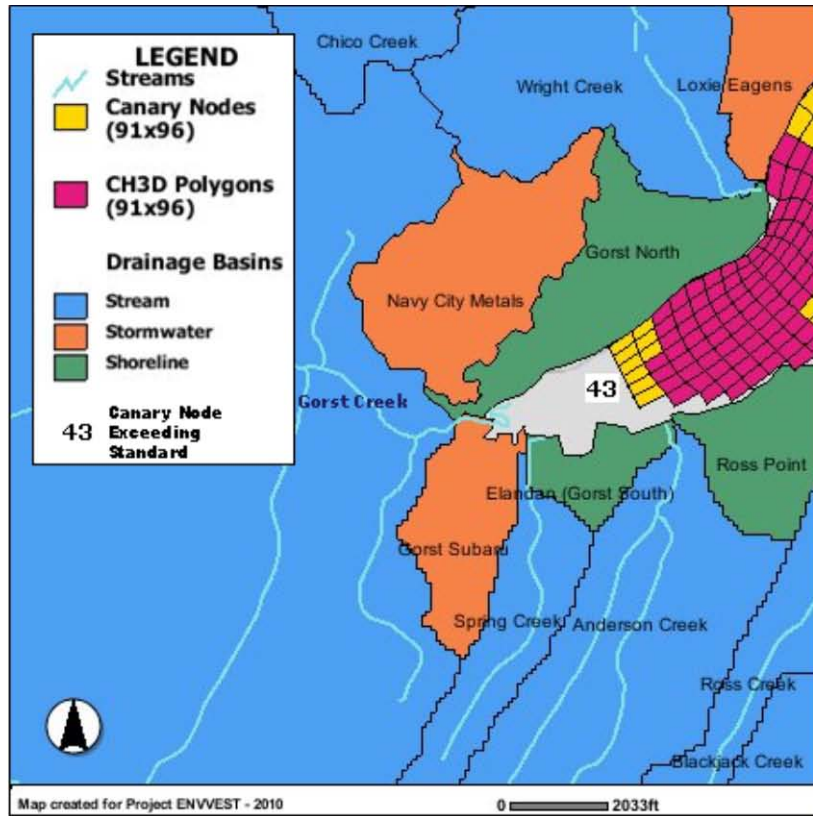 LEGEND
Streams
Canary Nodes
(91x96)
CH3D Polygons
(91x96)
Drainage Basins
Stream
Stormwater
Shoreline
43
Canary Node
Exceeding
Standard
Chico Creek
Wright Creek
Loxie Eagens
Gorst North
Navy City Metals
43
Gorst Creek
Ross Point
Elandan (Gorst South)
Gorst Subaru
Spring Creek
Anderson Creek
Ross Creek
Blackjack Creek
Map created for Project ENVVEST - 2010
0 2033ft